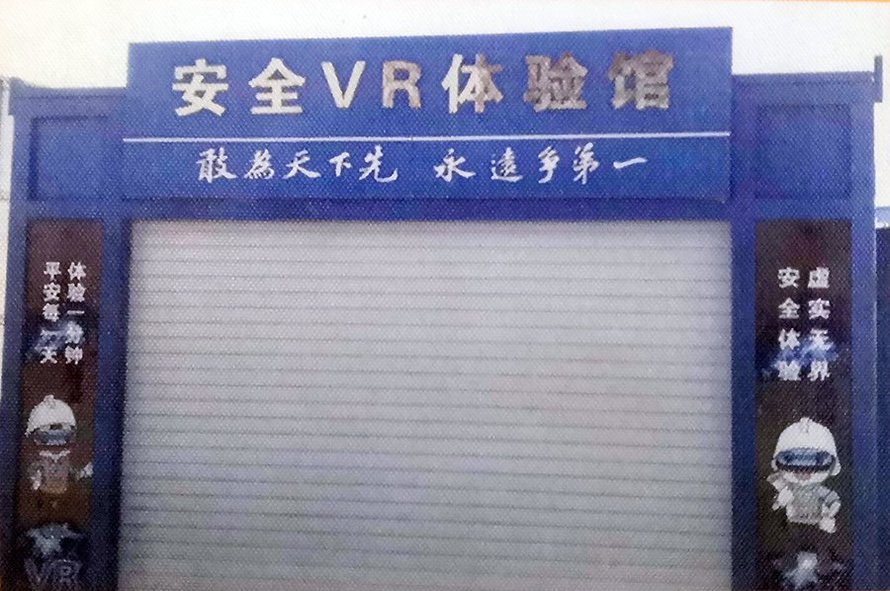 安全VR体验馆
敢為天下先 永遠争第一
体验一分钟
平安每一天
虚实无界
安全体验
VR